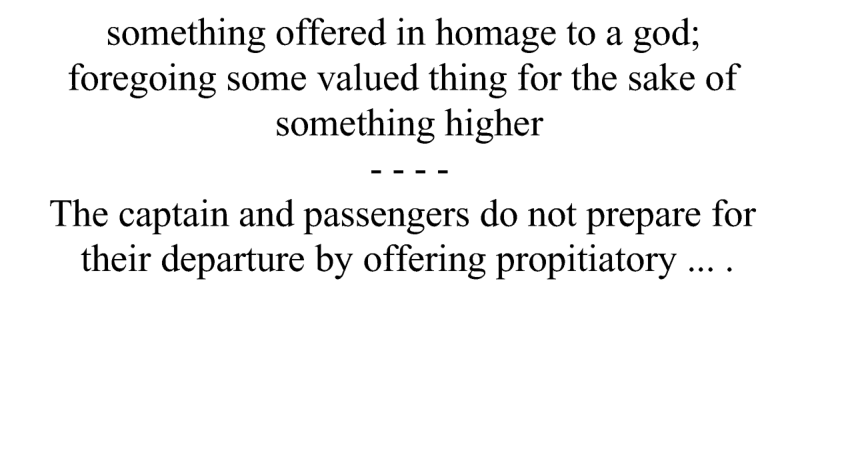 something offered in homage to a god;
foregoing some valued thing for the sake of
something higher
- - - -
The captain and passengers do not prepare for
their departure by offering propitiatory ... .